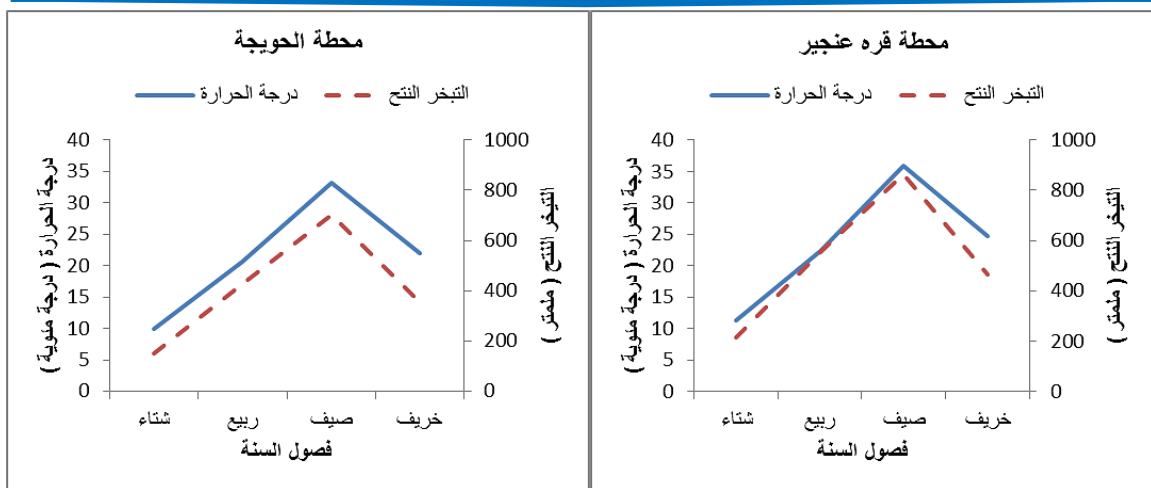 محطة الحويجة
درجة الحرارة
التبخر النتح
درجة الحرارة ( درجة مئوية )
40
35
30
25
20
15
10
5
0
1000
800
600
400
200
0
التبخر النتح ( ملمتر )
شتاء ربيع صيف خريف
فصول السنة
محطة قره عنجير
درجة الحرارة
التبخر النتح
درجة الحرارة ( درجة مئوية )
40
35
30
25
20
15
10
5
0
1000
800
600
400
200
0
التبخر النتح ( ملمتر )
شتاء ربيع صيف خريف
فصول السنة